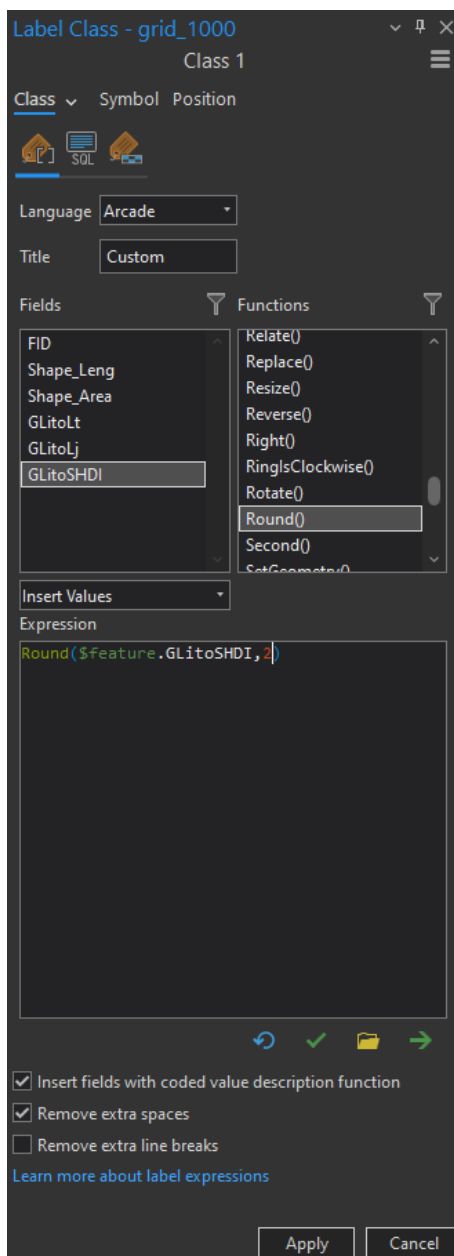 Label Class - grid_1000
Class 1
Class Symbol Position
SQL
Language Arcade
Title Custom
Fields Functions
FID
Shape_Leng
Shape_Area
GLitoLt
GLitoLj
GLitoSHDI
Relate()
Replace()
Resize()
Reverse()
Right()
RingIsClockwise()
Rotate()
Round()
Second()
SetGeometry()
Insert Values
Expression
Round($feature.GLitoSHDI,2)
Insert fields with coded value description function
Remove extra spaces
Remove extra line breaks
Learn more about label expressions
Apply Cancel